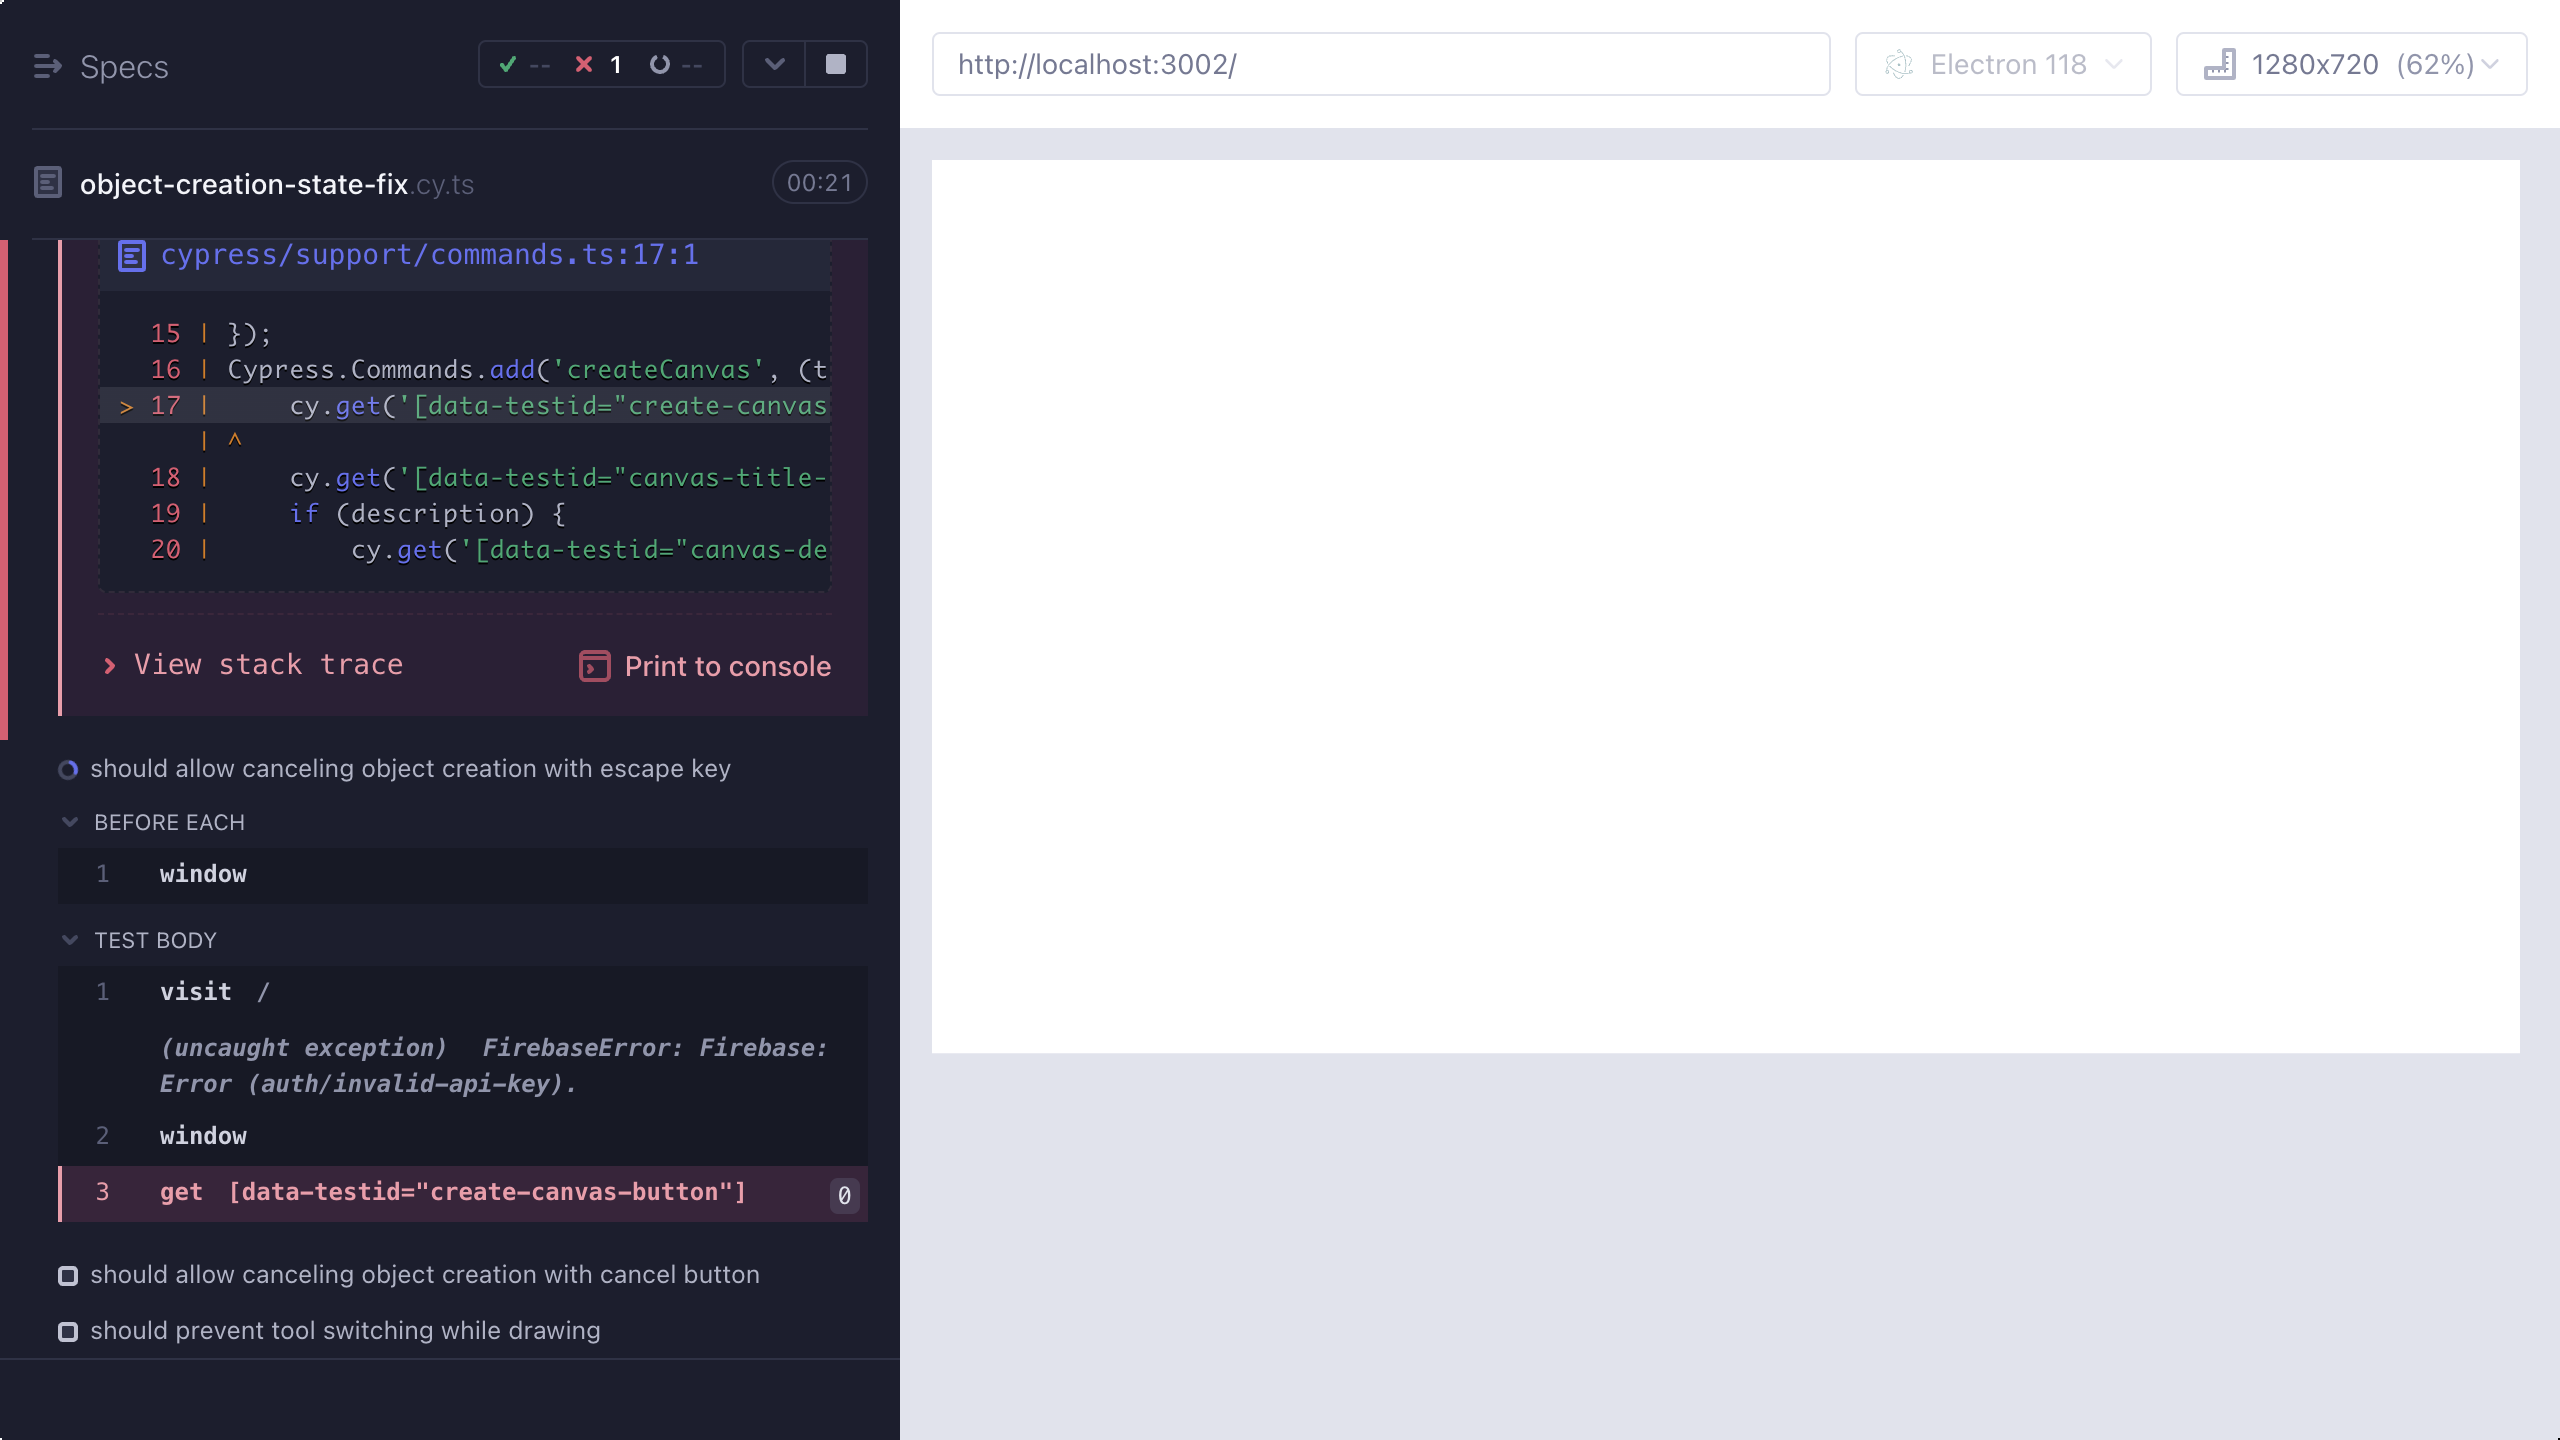 Specs
-- 1 --
object-creation-state-fix.cy.ts 00:21
cypress/support/commands.ts:17:1
15 | });
16 | Cypress.Commands.add('createCanvas', (t
> 17 |     cy.get('[data-testid="create-canvas
| ^
18 |     cy.get('[data-testid="canvas-title-
19 |     if (description) {
20 |         cy.get('[data-testid="canvas-de
View stack trace Print to console
should allow canceling object creation with escape key
BEFORE EACH
1 window
TEST BODY
1 visit /
(uncaught exception) FirebaseError: Firebase:
Error (auth/invalid-api-key).
2 window
3 get [data-testid="create-canvas-button"] 0
should allow canceling object creation with cancel button
should prevent tool switching while drawing
http://localhost:3002/ Electron 118 1280x720 (62%)